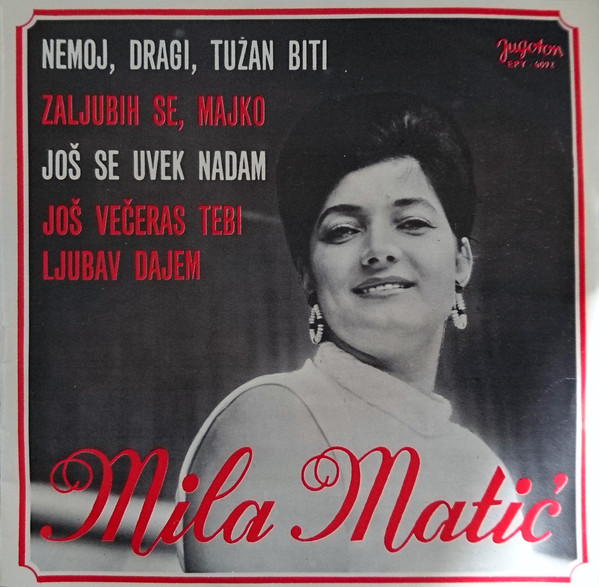 NEMOJ, DRAGI, TUŽAN BITI
Jugoton
ZALJUBIH SE, MAJKO
JOŠ SE UVEK NADAM
JOŠ VEČERAS TEBI
LJUBAV DAJEM
Mila Matić